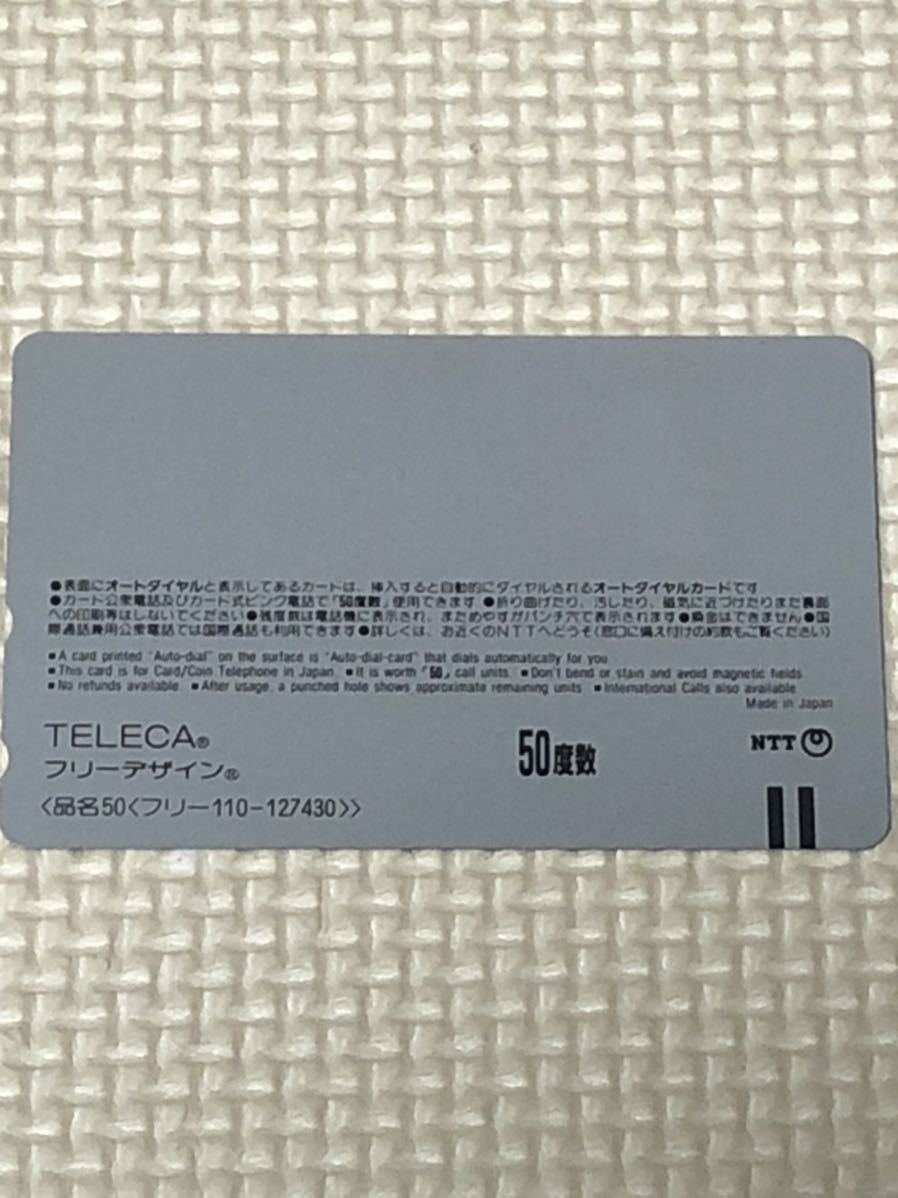 ●表面にオートダイヤルと表示してあるカードは、挿入すると自動的にダイヤルされるオートダイヤルカードです
●カード公衆電話及びカード式ピンク電話で「50度数」使用できます ●折り曲げたり、汚したり、磁気に近づけたりまた表面
への印刷等はしないでください ●残度数は電話機に表示され、まためやすがパンチ穴で表示されます ●換金はできません ●国
際通話兼用公衆電話では国際通話も利用できます ●詳しくは、お近くのNTTへどうぞ(窓口に備え付けの約款もご覧ください)
■A card printed "Auto-dial" on the surface is "Auto-dial-card" that dials automatically for you
■This card is for Card/Coin Telephone in Japan. ■It is worth「50」call units. ■Don't bend or stain and avoid magnetic fields
■No refunds available. ■After usage, a punched hole shows approximate remaining units ■International Calls also available.
Made in Japan
TELECA®
フリーデザイン®
50度数
NTT
〈品名50〈フリー110-127430〉〉